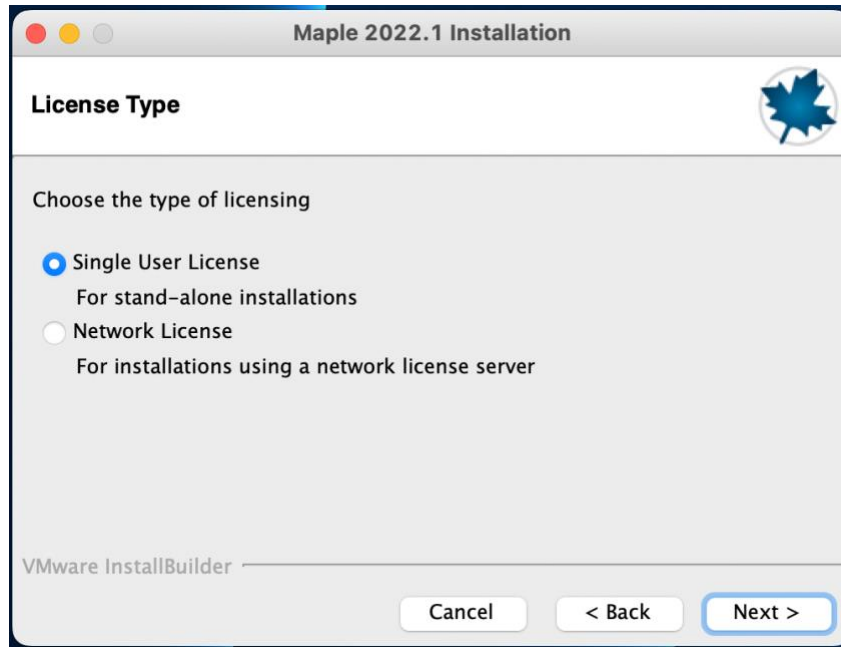 Maple 2022.1 Installation
License Type
Choose the type of licensing
Single User License
For stand-alone installations
Network License
For installations using a network license server
VMware InstallBuilder
Cancel
< Back
Next >